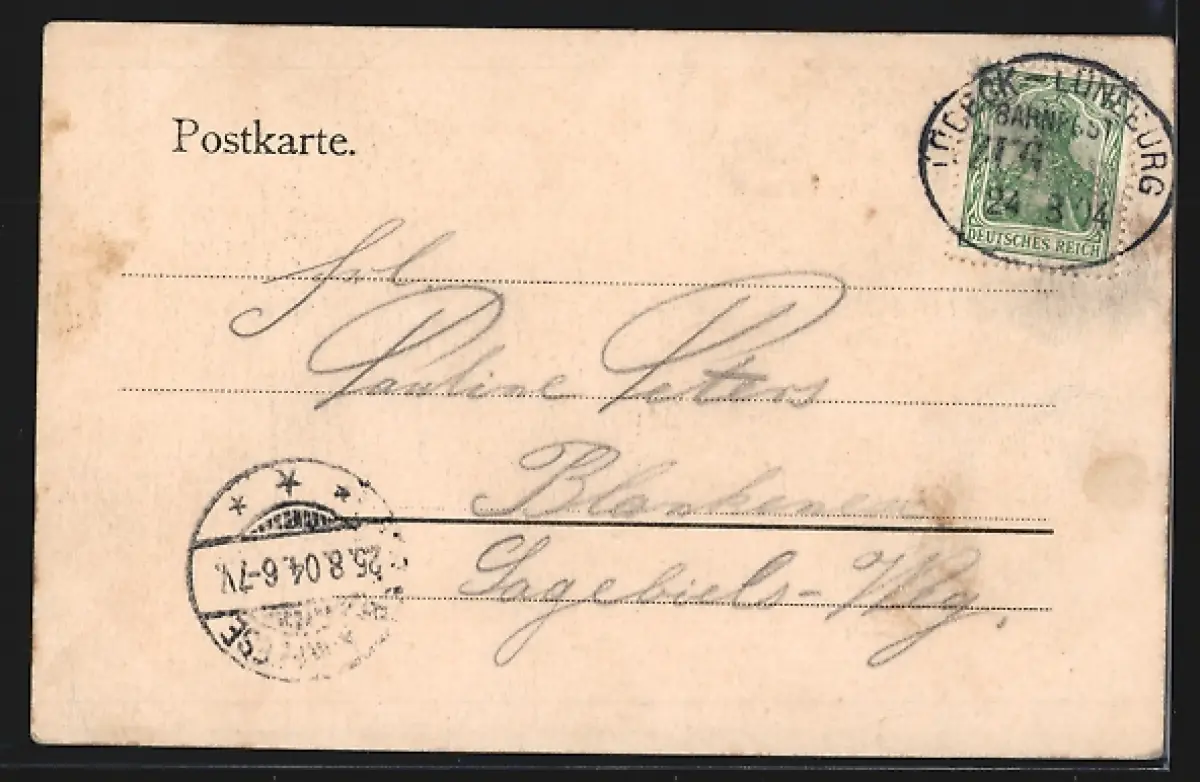 Postkarte.
LÜBECK – LÜNEBURG
BAHNPOST
24 8 04
DEUTSCHES REICH
Frl
Pauline Peters
Blankenese
Sagebiels-Weg.
25.8.04.6-7V.